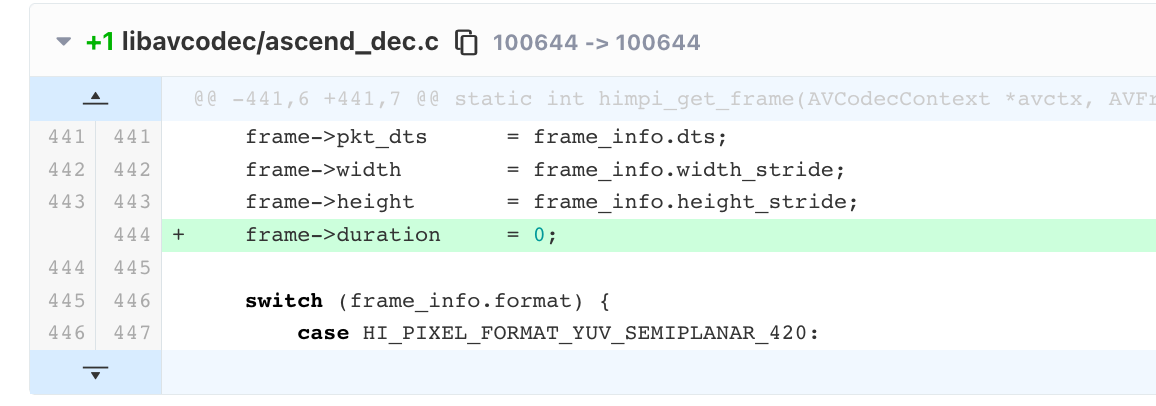 +1 libavcodec/ascend_dec.c 100644 -> 100644
@@ -441,6 +441,7 @@ static int himpi_get_frame(AVCodecContext *avctx, AVFr
441 441 frame->pkt_dts = frame_info.dts;
442 442 frame->width = frame_info.width_stride;
443 443 frame->height = frame_info.height_stride;
444 + frame->duration = 0;
444 445
445 446 switch (frame_info.format) {
446 447 case HI_PIXEL_FORMAT_YUV_SEMIPLANAR_420: